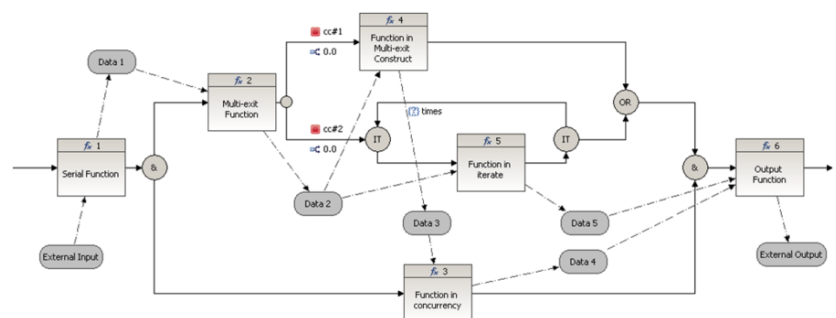 cc#1
fx 4
0.0
Function in
Multi-exit
Construct
Data 1
fx 2
Multi-exit
Function
OR
cc#2
0.0
IT
(?) times
IT
fx 1
Serial Function
&
fx 5
Function in
iterate
&
fx 6
Output
Function
Data 2
Data 3
Data 5
External Input
Data 4
External Output
fx 3
Function in
concurrency